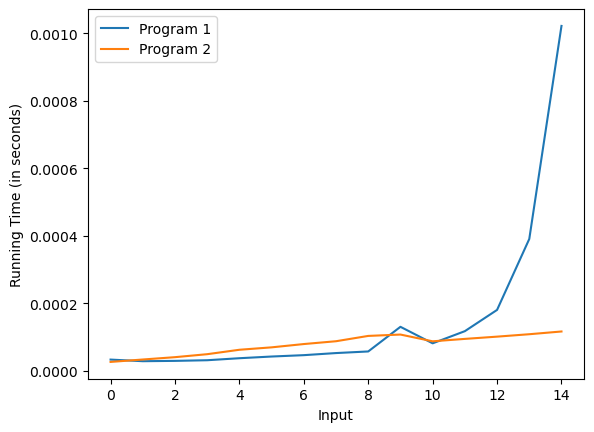 Program 1
Program 2
0.0010
0.0008
0.0006
0.0004
0.0002
0.0000
Running Time (in seconds)
0 2 4 6 8 10 12 14
Input